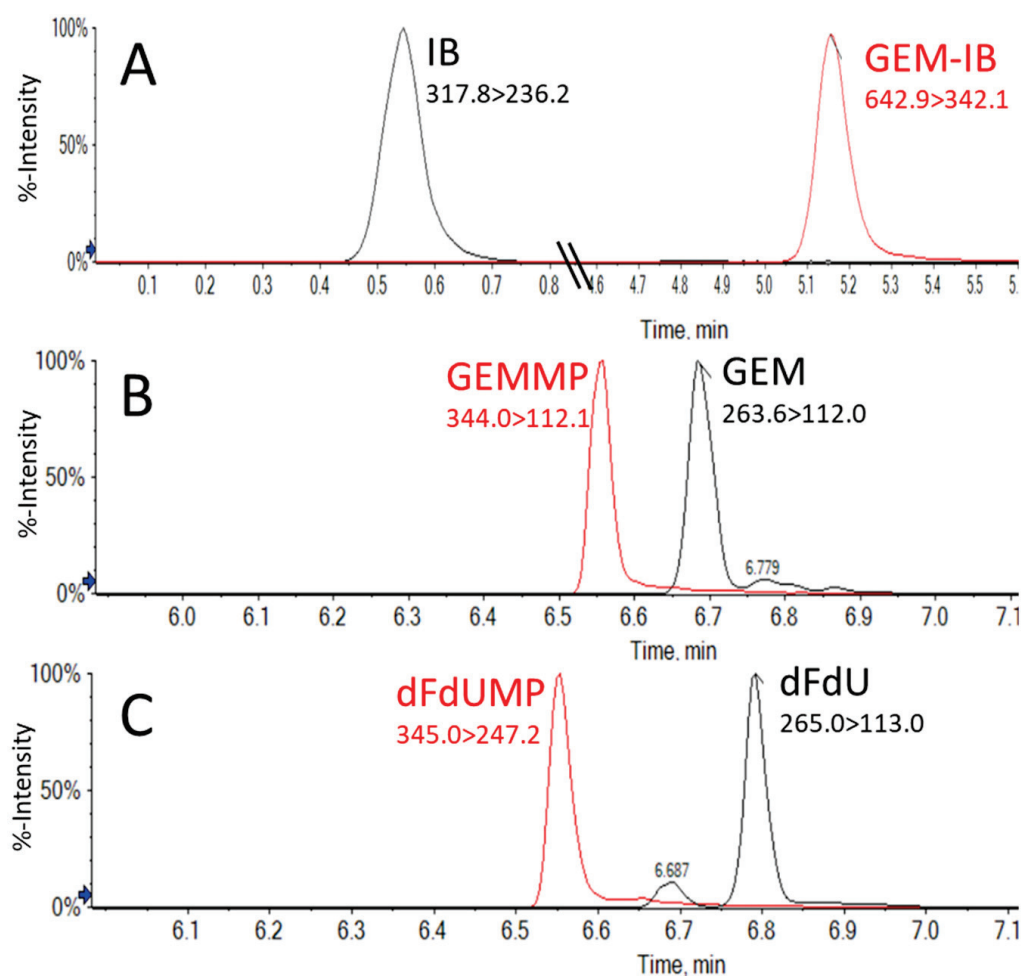 A
%-Intensity
100%
50%
0%
IB
317.8>236.2
GEM-IB
642.9>342.1
0.1 0.2 0.3 0.4 0.5 0.6 0.7 0.8 4.6 4.7 4.8 4.9 5.0 5.1 5.2 5.3 5.4 5.5 5.
Time, min
B
%-Intensity
100%
50%
0%
GEMMP
344.0>112.1
GEM
263.6>112.0
6.779
6.0 6.1 6.2 6.3 6.4 6.5 6.6 6.7 6.8 6.9 7.0 7.1
Time, min
C
%-Intensity
100%
50%
0%
dFdUMP
345.0>247.2
dFdU
265.0>113.0
6.687
6.1 6.2 6.3 6.4 6.5 6.6 6.7 6.8 6.9 7.0 7.1
Time, min